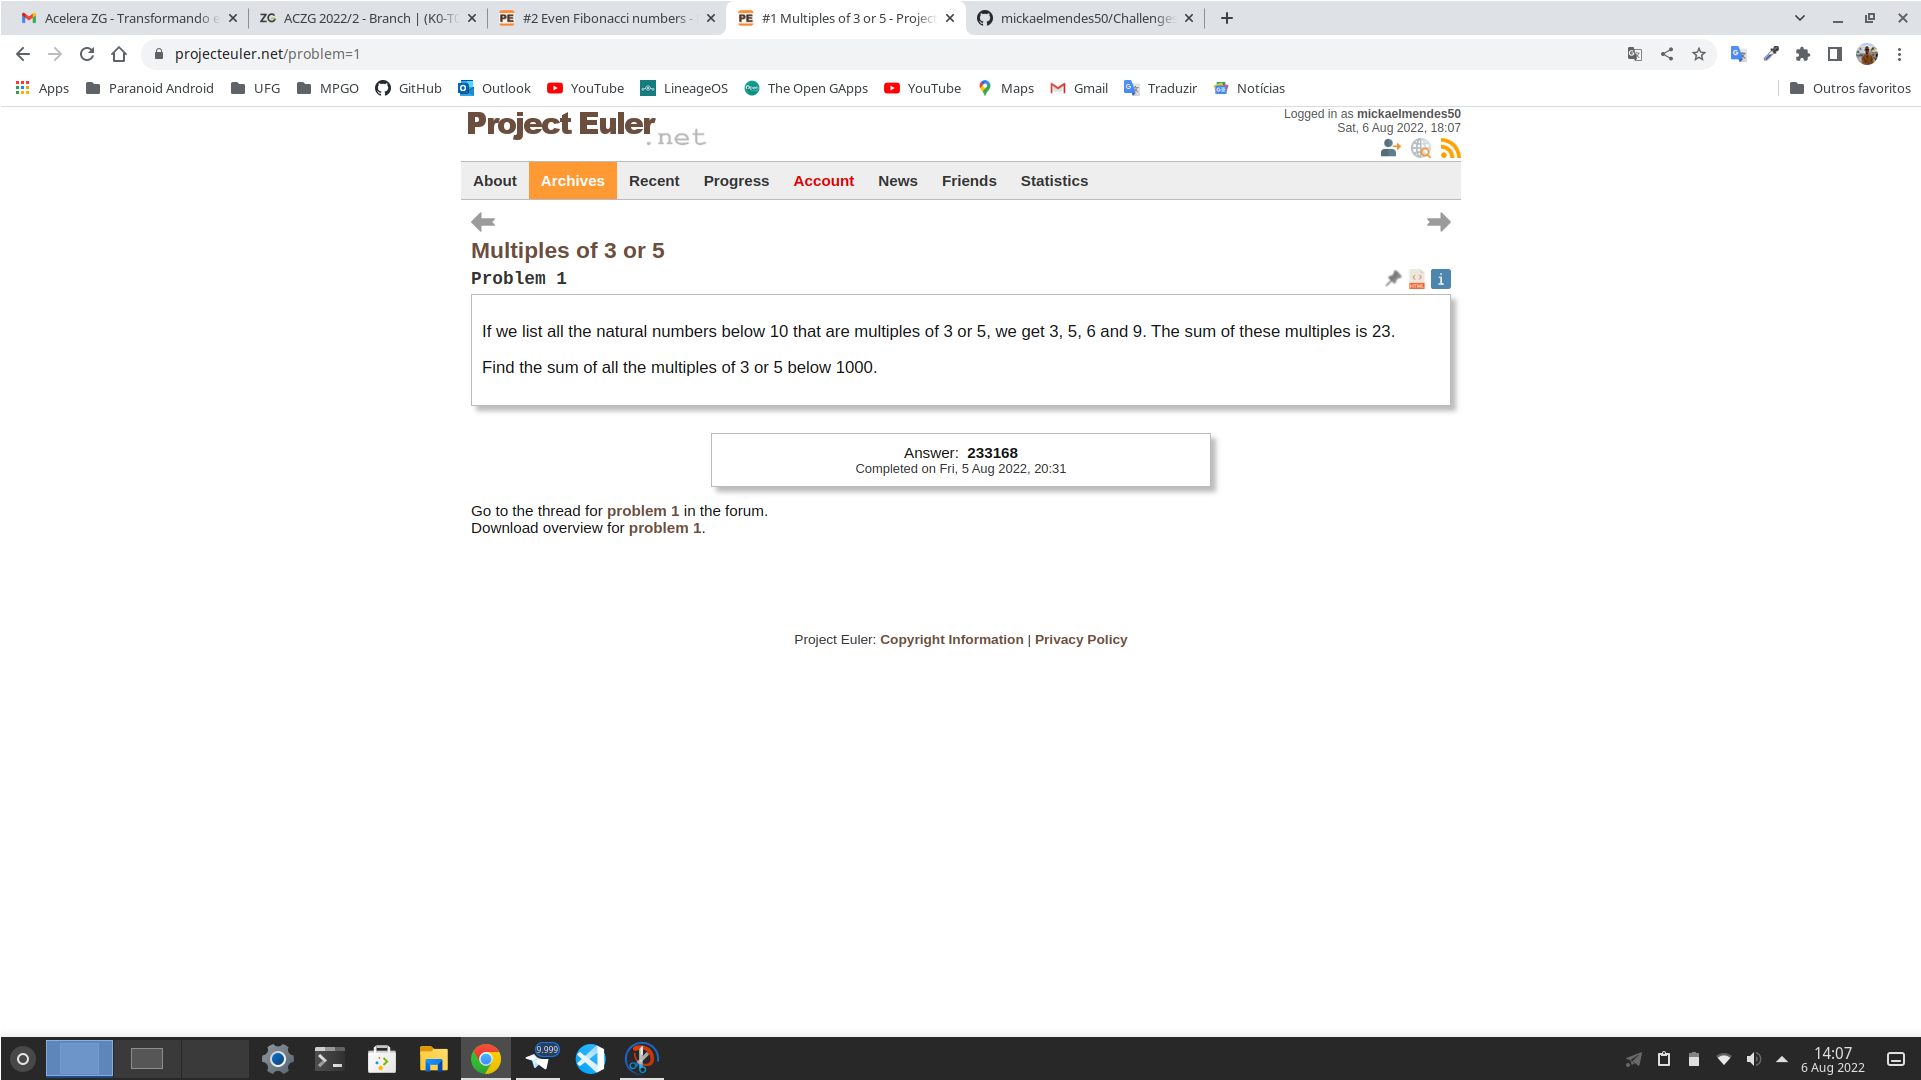 Acelera ZG - Transformando e
ZG ACZG 2022/2 - Branch | (K0-T0
PE #2 Even Fibonacci numbers -
PE #1 Multiples of 3 or 5 - Project
mickaelmendes50/Challenges
projecteuler.net/problem=1
Apps Paranoid Android UFG MPGO GitHub Outlook YouTube LineageOS The Open GApps YouTube Maps Gmail Traduzir Notícias Outros favoritos
Project Euler.net
Logged in as mickaelmendes50
Sat, 6 Aug 2022, 18:07
About Archives Recent Progress Account News Friends Statistics
Multiples of 3 or 5
Problem 1
If we list all the natural numbers below 10 that are multiples of 3 or 5, we get 3, 5, 6 and 9. The sum of these multiples is 23.
Find the sum of all the multiples of 3 or 5 below 1000.
Answer: 233168
Completed on Fri, 5 Aug 2022, 20:31
Go to the thread for problem 1 in the forum.
Download overview for problem 1.
Project Euler: Copyright Information | Privacy Policy
9,999
14:07
6 Aug 2022